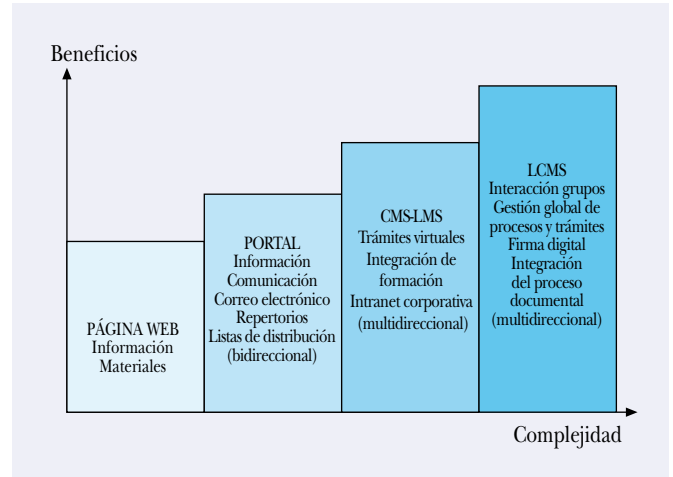 Beneficios
PÁGINA WEB
Información
Materiales
PORTAL
Información
Comunicación
Correo electrónico
Repertorios
Listas de distribución
(bidireccional)
CMS-LMS
Trámites virtuales
Integración de
formación
Intranet corporativa
(multidireccional)
LCMS
Interacción grupos
Gestión global de
procesos y trámites
Firma digital
Integración
del proceso
documental
(multidireccional)
Complejidad